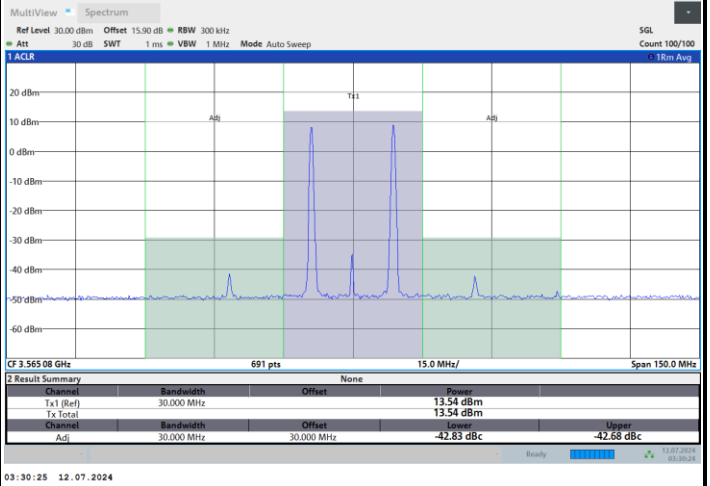 MultiView Spectrum
Ref Level 30.00 dBm Offset 15.90 dB RBW 300 kHz SGL
Att 30 dB SWT 1 ms VBW 1 MHz Mode Auto Sweep Count 100/100
1 ACLR 1Rm Avg
20 dBm
Tx1
10 dBm
Adj Adj
0 dBm
-10 dBm
-20 dBm
-30 dBm
-40 dBm
-50 dBm
-60 dBm
CF 3.565 08 GHz 691 pts 15.0 MHz/ Span 150.0 MHz
2 Result Summary None
Channel Bandwidth Offset Power
Tx1 (Ref) 30.000 MHz 13.54 dBm
Tx Total 13.54 dBm
Channel Bandwidth Offset Lower Upper
Adj 30.000 MHz 30.000 MHz -42.83 dBc -42.68 dBc
Ready 12.07.2024
03:30:24
03:30:25 12.07.2024